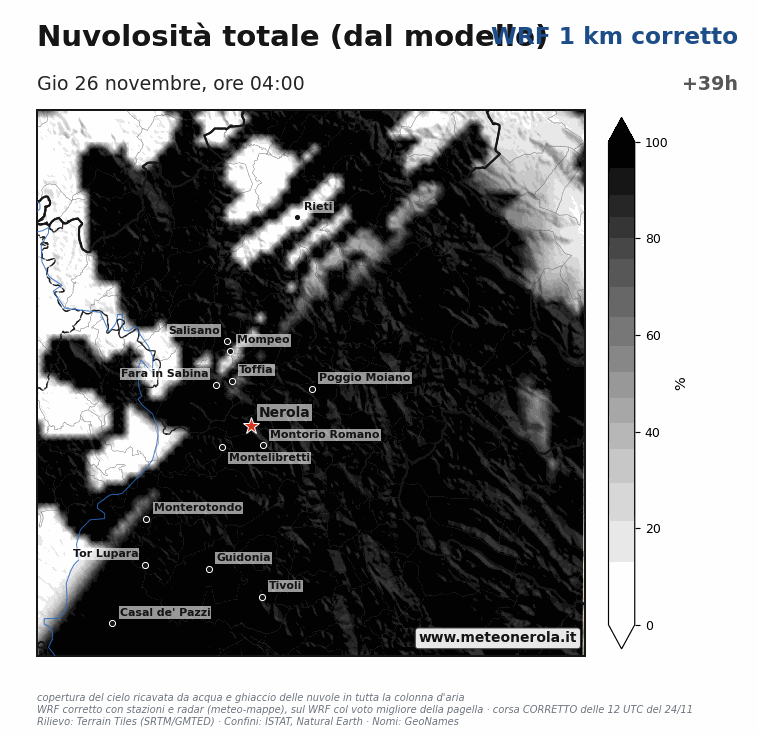 Nuvolosità totale (dal modello)
WRF 1 km corretto
Gio 26 novembre, ore 04:00
+39h
Rieti
Salisano
Mompeo
Fara in Sabina
Toffia
Poggio Moiano
Nerola
Montorio Romano
Montelibretti
Monterotondo
Tor Lupara
Guidonia
Tivoli
Casal de' Pazzi
www.meteonerola.it
100
80
60
40
20
0
%
copertura del cielo ricavata da acqua e ghiaccio delle nuvole in tutta la colonna d'aria
WRF corretto con stazioni e radar (meteo-mappe), sul WRF col voto migliore della pagella · corsa CORRETTO delle 12 UTC del 24/11
Rilievo: Terrain Tiles (SRTM/GMTED) · Confini: ISTAT, Natural Earth · Nomi: GeoNames